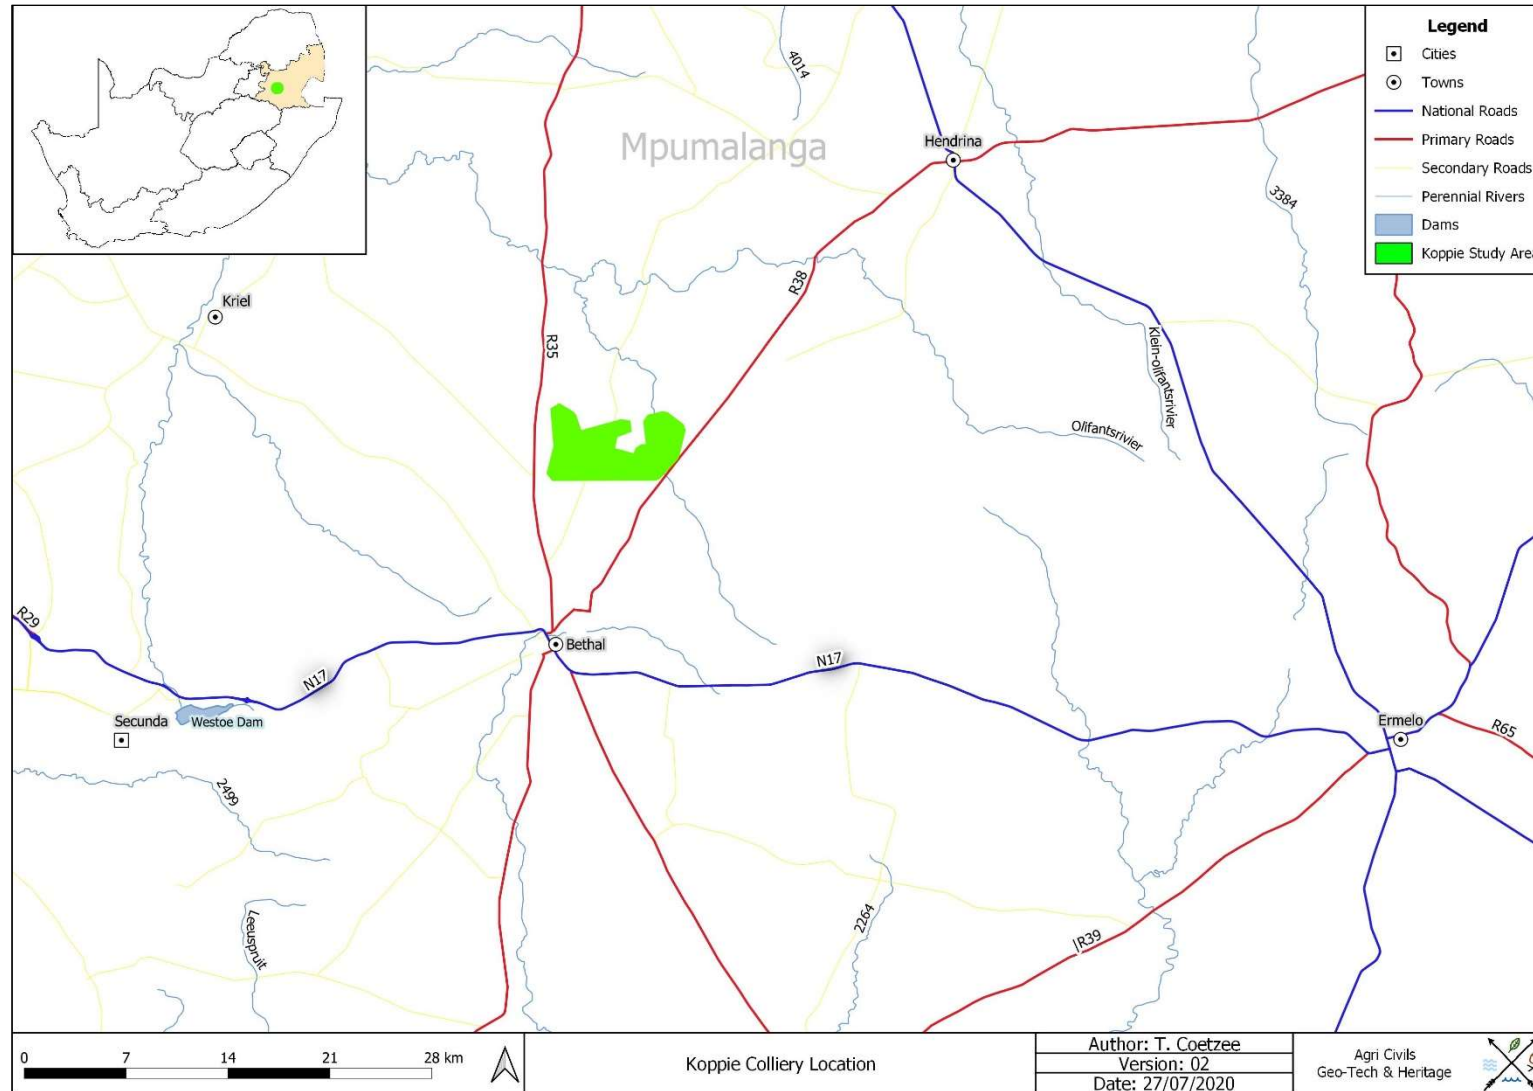 Legend
Cities
Towns
National Roads
Primary Roads
Secondary Roads
Perennial Rivers
Dams
Koppie Study Area
4014
Mpumalanga
Hendrina
3384
R38
Kriel
R35
Klein-olifantsrivier
Olifantsrivier
R29
Bethal
N17
N17
Secunda
Westoe Dam
Ermelo
R65
2499
2264
Leeuspruit
R39
0 7 14 21 28 km
Koppie Colliery Location
Author: T. Coetzee
Version: 02
Date: 27/07/2020
Agri Civils
Geo-Tech & Heritage